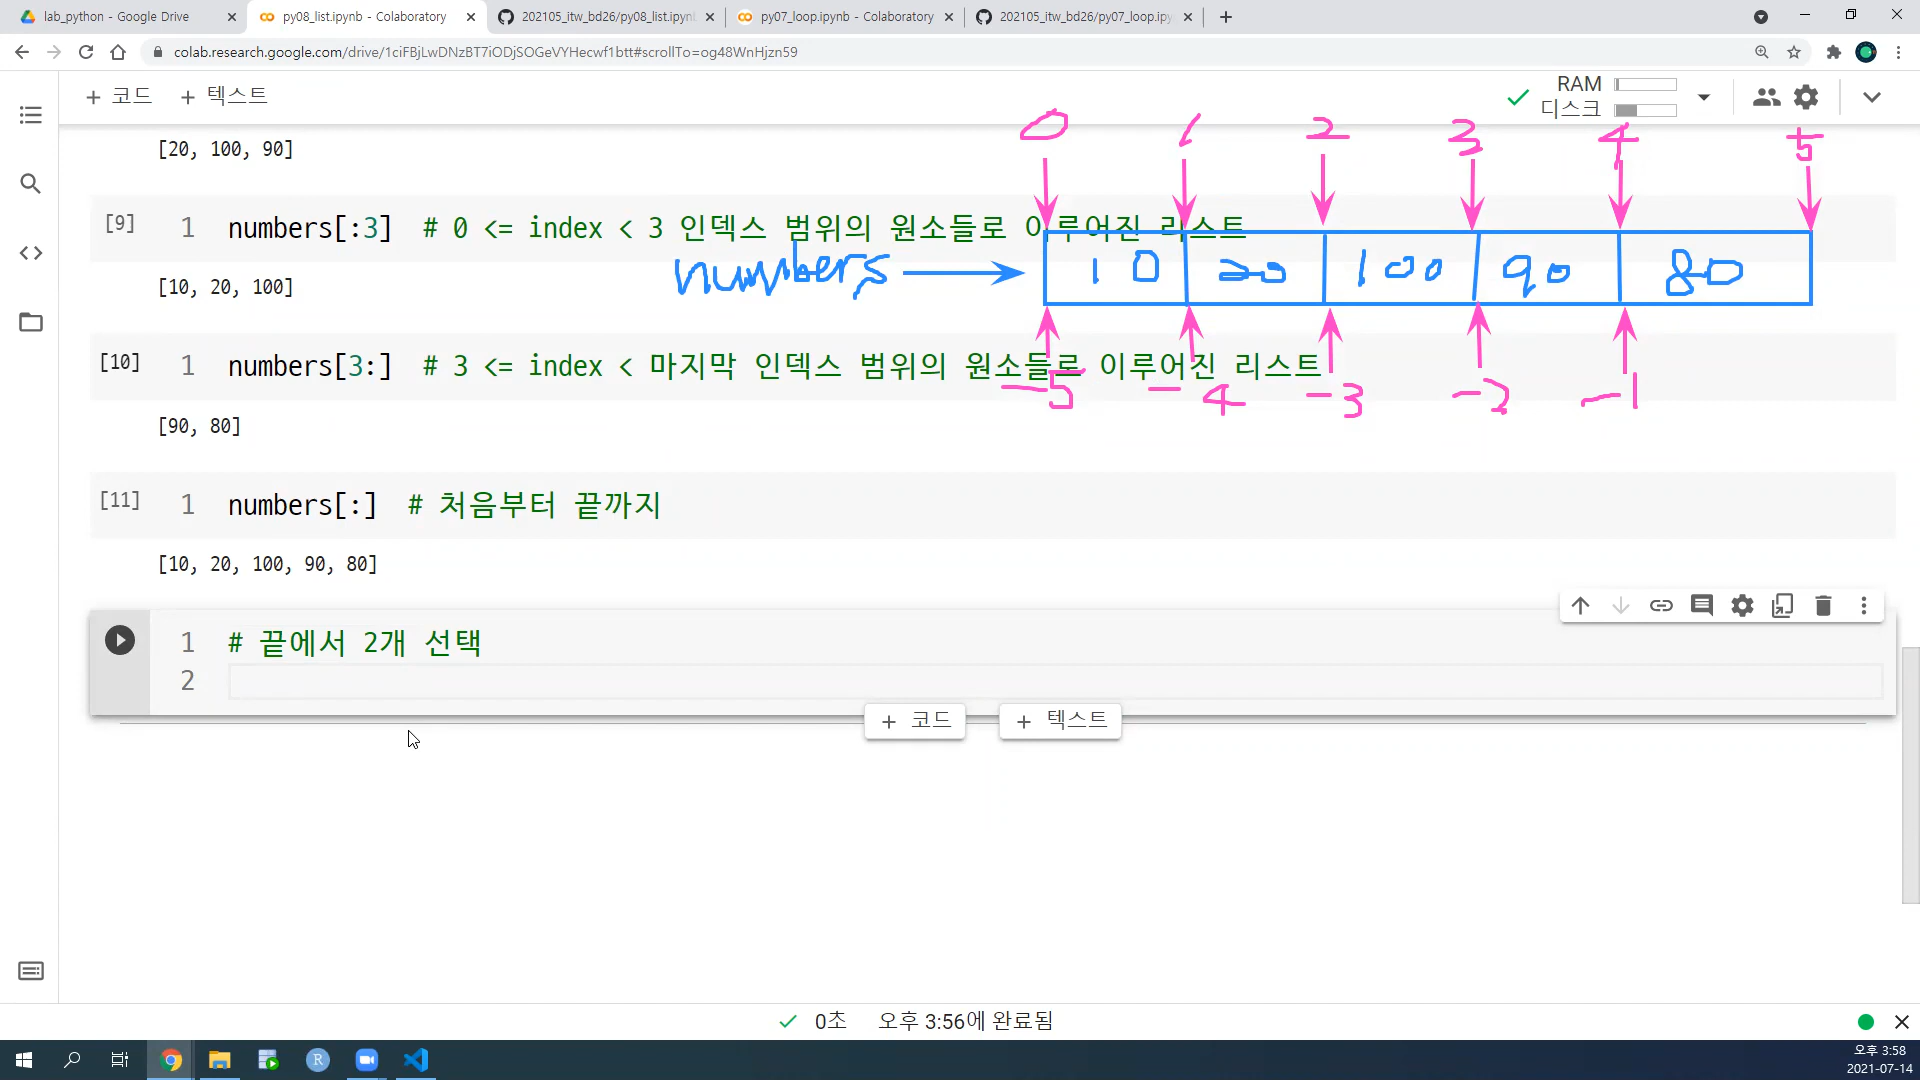 lab_python - Google Drive
py08_list.ipynb - Colaboratory
202105_itw_bd26/py08_list.ipynb
py07_loop.ipynb - Colaboratory
202105_itw_bd26/py07_loop.ipy
colab.research.google.com/drive/1ciFBjLwDNzBT7iODjSOGeVYHecwf1btt#scrollTo=og48WnHjzn59
+ 코드 + 텍스트
RAM
디스크
0 1 2 3 4 5
[20, 100, 90]
[9] 1 numbers[:3] # 0 <= index < 3 인덱스 범위의 원소들로 이루어진 리스트
numbers 10 20 100 90 80
[10, 20, 100]
[10] 1 numbers[3:] # 3 <= index < 마지막 인덱스 범위의 원소들로 이루어진 리스트
-5 -4 -3 -2 -1
[90, 80]
[11] 1 numbers[:] # 처음부터 끝까지
[10, 20, 100, 90, 80]
1 # 끝에서 2개 선택
2
+ 코드 + 텍스트
0초 오후 3:56에 완료됨
R
오후 3:58
2021-07-14